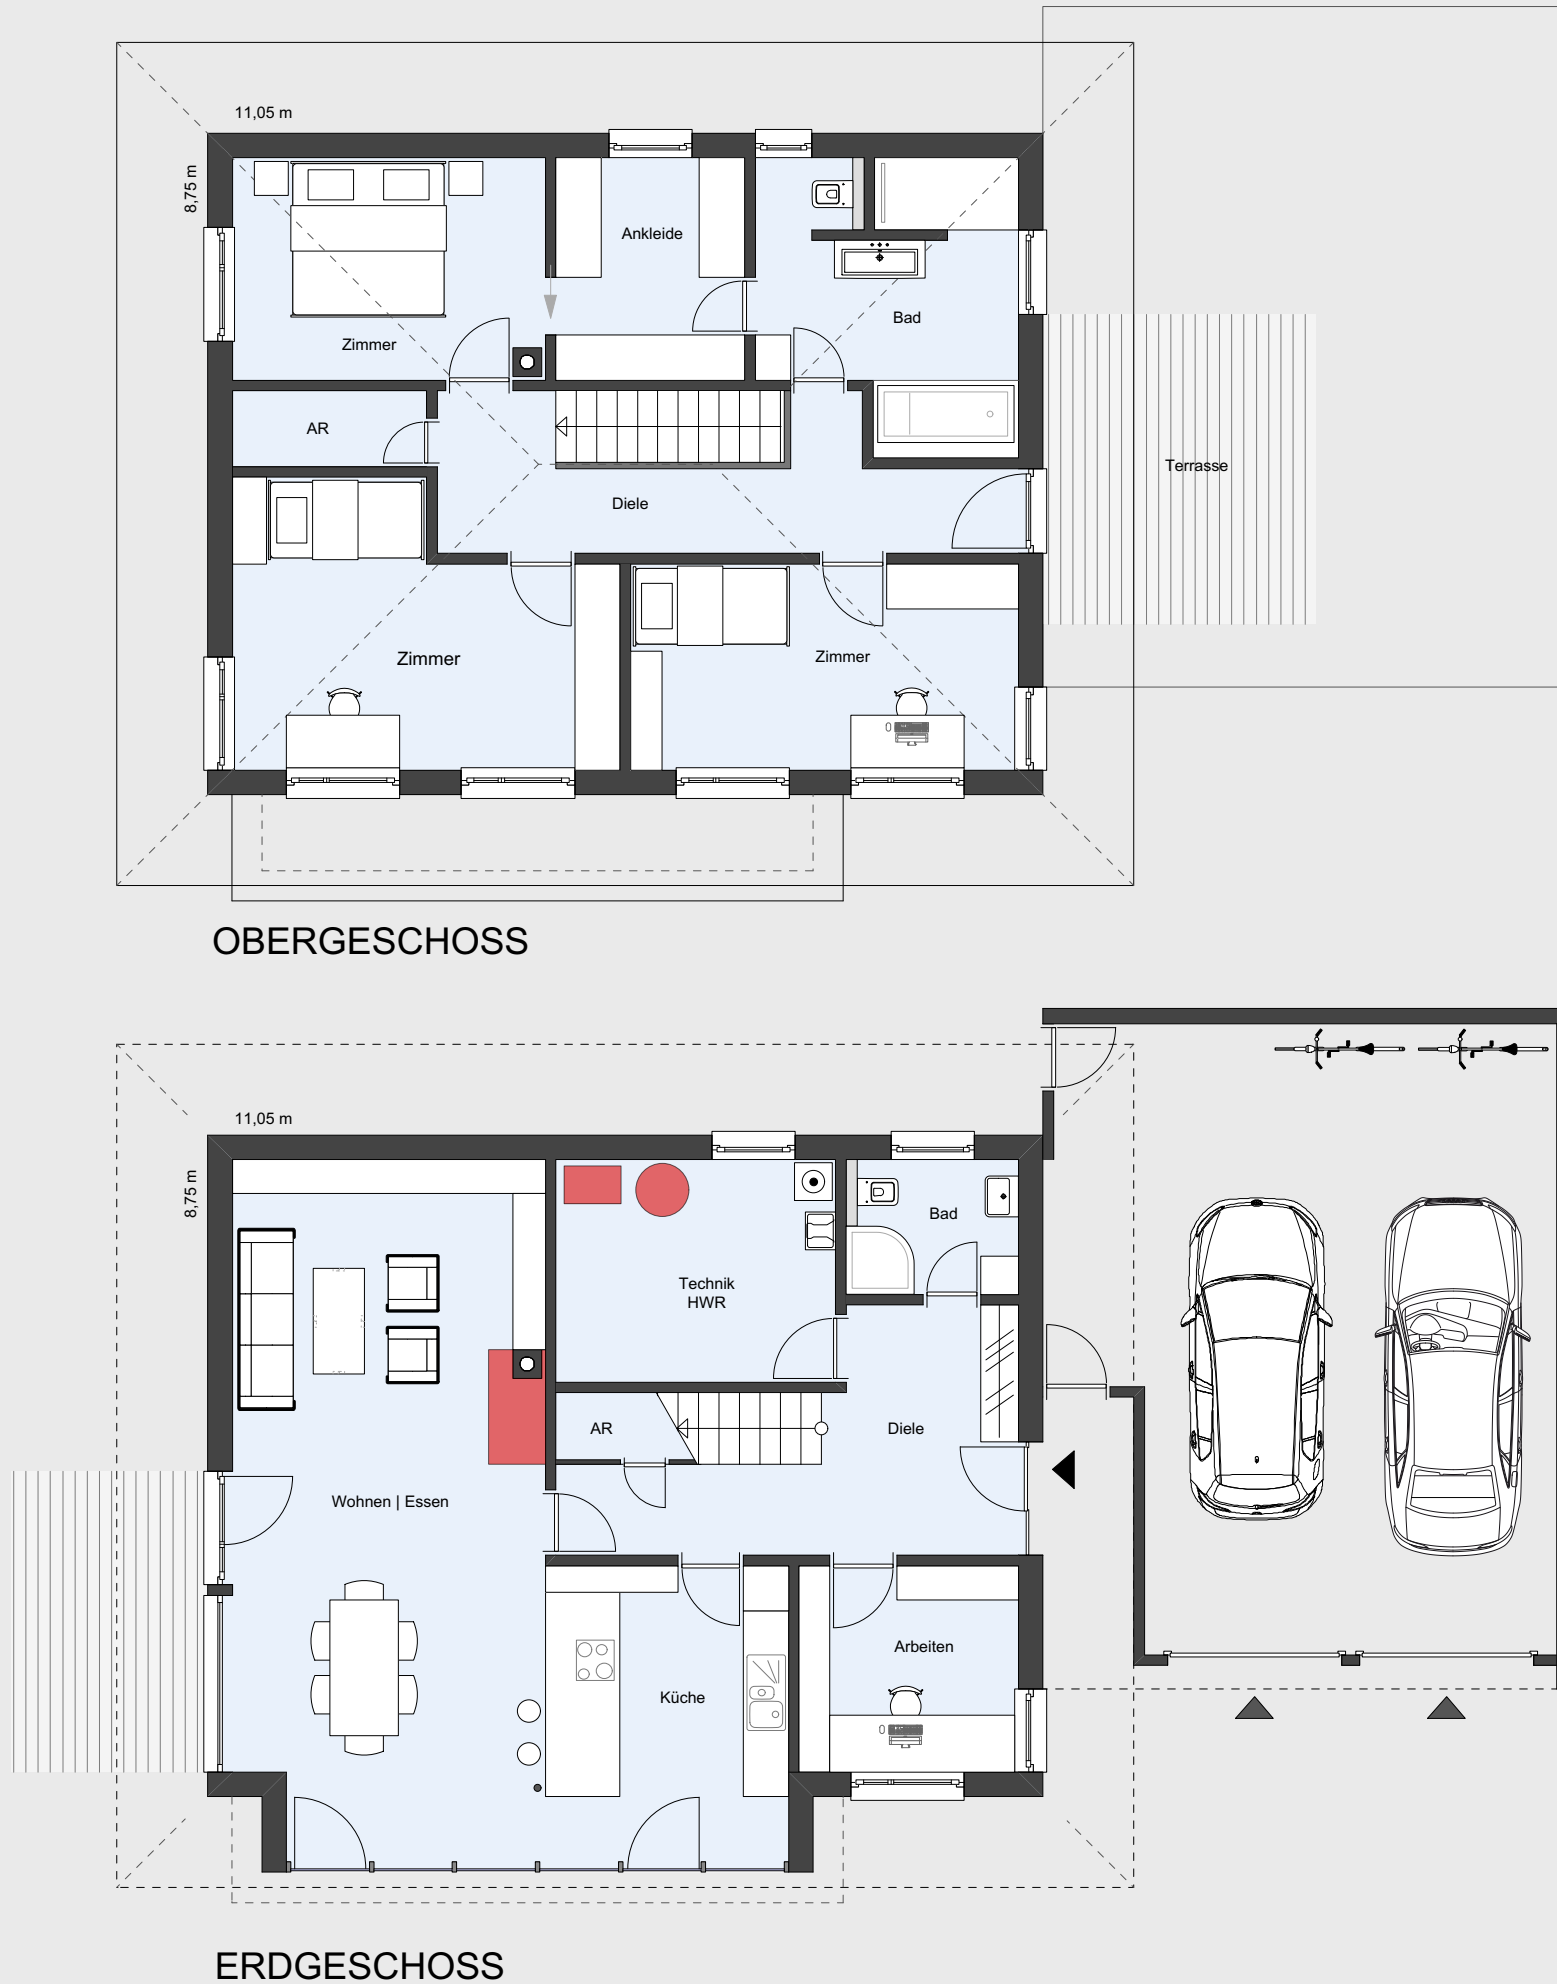 11,05 m
8,75 m
Ankleide
Bad
Zimmer
AR
Terrasse
Diele
Zimmer
Zimmer
OBERGESCHOSS
11,05 m
8,75 m
Bad
Technik
HWR
AR
Diele
Wohnen | Essen
Arbeiten
Küche
ERDGESCHOSS